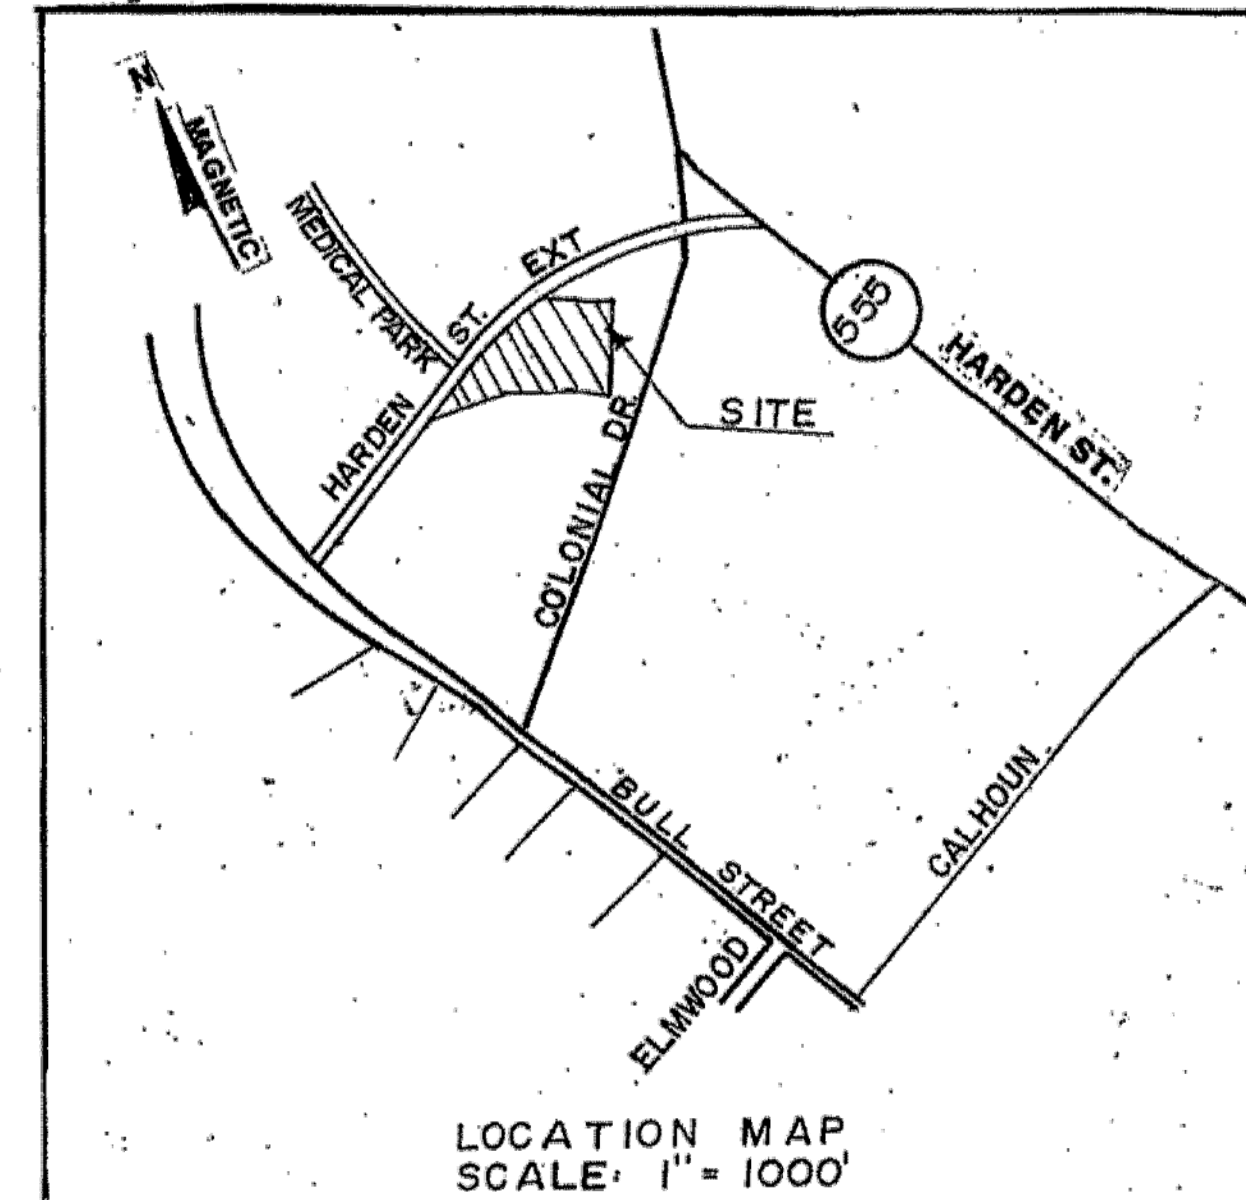 N
MAGNETIC
MEDICAL PARK
HARDEN ST. EXT
555
HARDEN ST.
SITE
COLONIAL DR.
BULL STREET
CALHOUN
ELMWOOD
LOCATION MAP
SCALE: 1" = 1000'